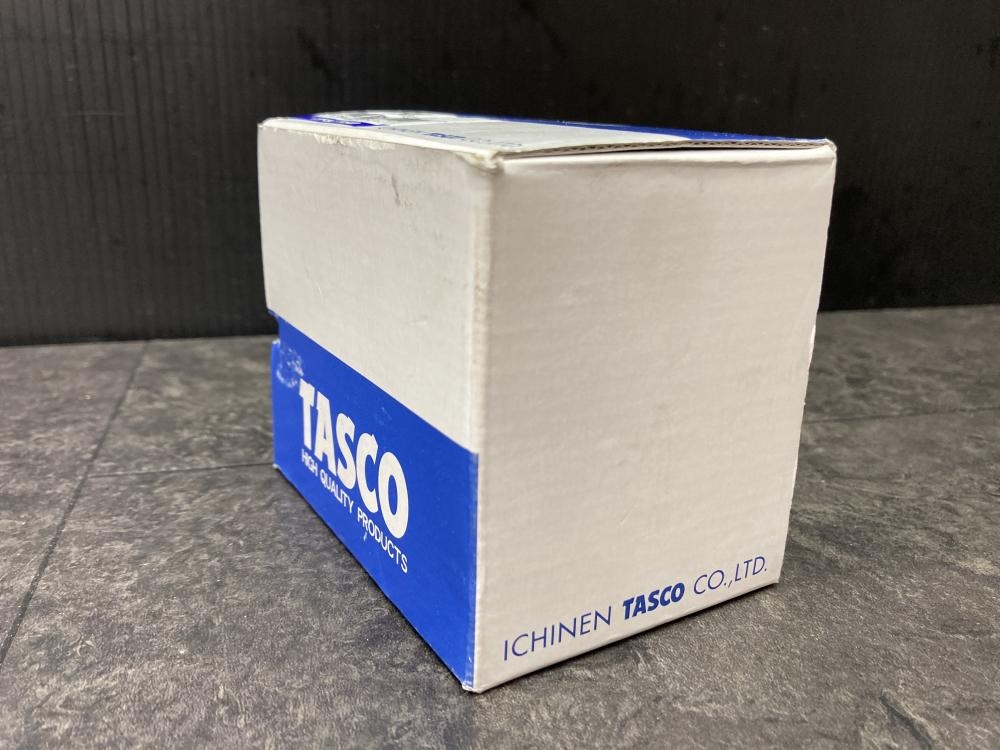 TASCO
HIGH QUALITY PRODUCTS
ICHINEN TASCO CO.,LTD.